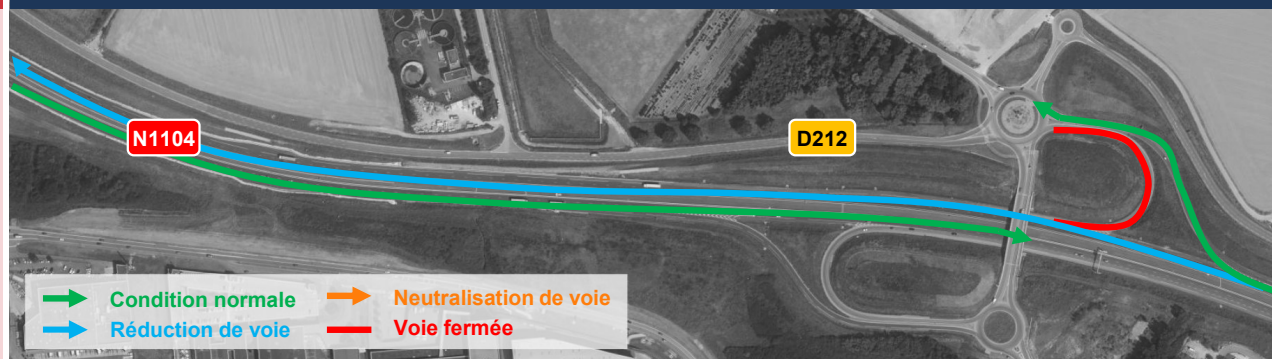 N1104
D212
Condition normale
Neutralisation de voie
Réduction de voie
Voie fermée